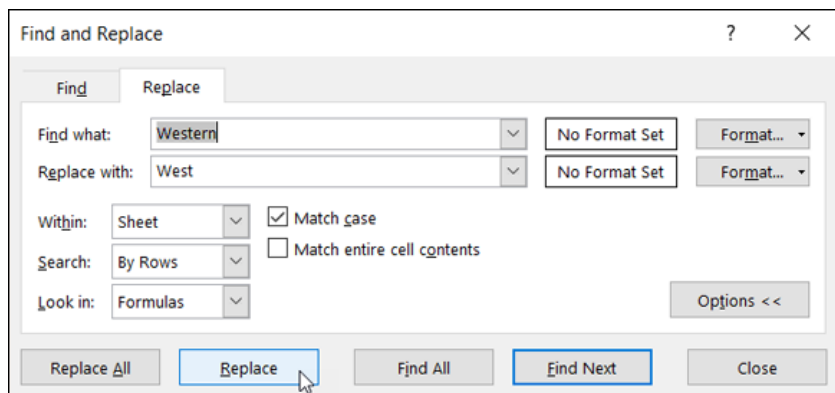 Find and Replace ?
Find Replace
Find what: Western No Format Set Format...
Replace with: West No Format Set Format...
Within: Sheet Match case
Match entire cell contents
Search: By Rows
Look in: Formulas Options <<
Replace All Replace Find All Find Next Close